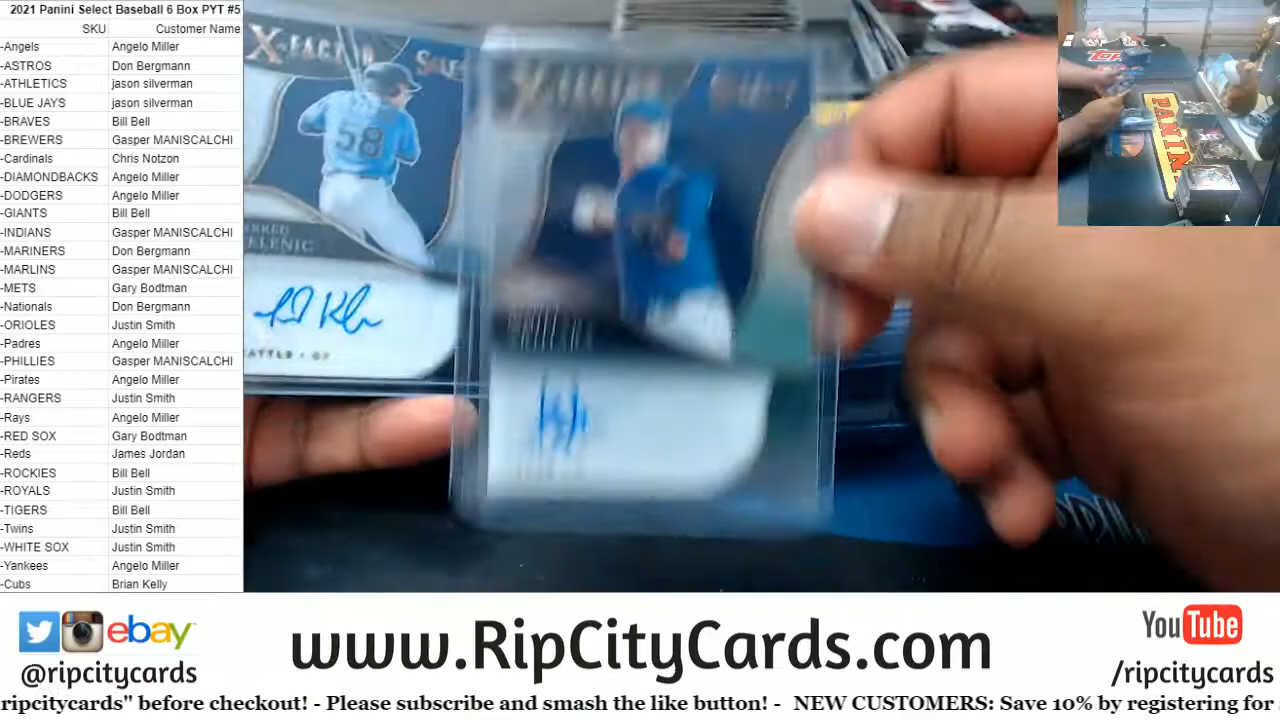 2021 Panini Select Baseball 6 Box PYT #5
SKU Customer Name
-Angels Angelo Miller
-ASTROS Don Bergmann
-ATHLETICS jason silverman
-BLUE JAYS jason silverman
-BRAVES Bill Bell
-BREWERS Gasper MANISCALCHI
-Cardinals Chris Notzon
-DIAMONDBACKS Angelo Miller
-DODGERS Angelo Miller
-GIANTS Bill Bell
-INDIANS Gasper MANISCALCHI
-MARINERS Don Bergmann
-MARLINS Gasper MANISCALCHI
-METS Gary Bodtman
-Nationals Don Bergmann
-ORIOLES Justin Smith
-Padres Angelo Miller
-PHILLIES Gasper MANISCALCHI
-Pirates Angelo Miller
-RANGERS Justin Smith
-Rays Angelo Miller
-RED SOX Gary Bodtman
-Reds James Jordan
-ROCKIES Bill Bell
-ROYALS Justin Smith
-TIGERS Bill Bell
-Twins Justin Smith
-WHITE SOX Justin Smith
-Yankees Angelo Miller
-Cubs Brian Kelly
X-FACTOR
58
PANINI
ebay
@ripcitycards
www.RipCityCards.com
YouTube
/ripcitycards
ripcitycards" before checkout! - Please subscribe and smash the like button! - NEW CUSTOMERS: Save 10% by registering for